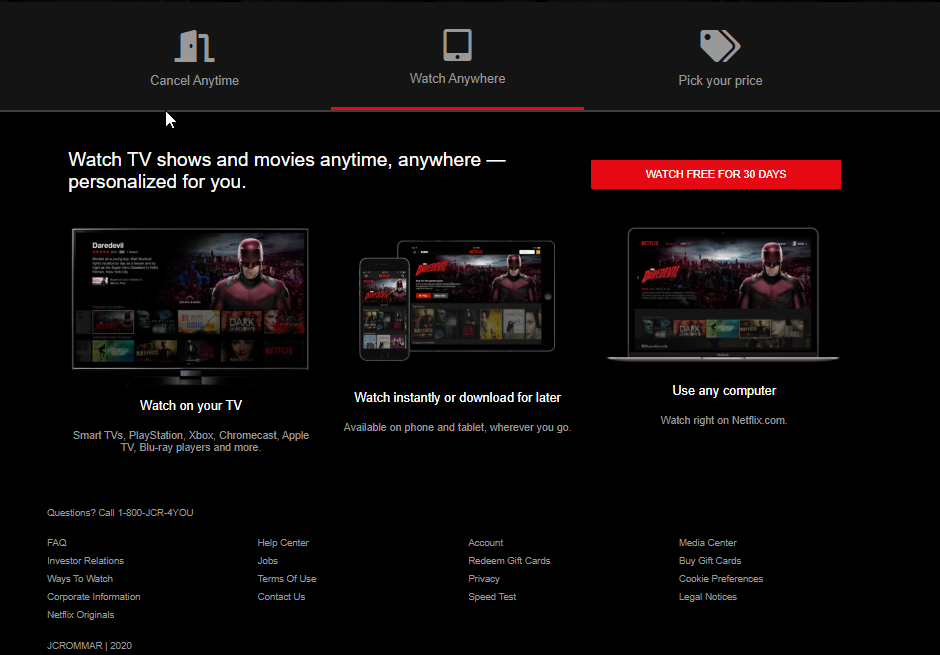 Cancel Anytime
Watch Anywhere
Pick your price
Watch TV shows and movies anytime, anywhere —
personalized for you.
WATCH FREE FOR 30 DAYS
Daredevil
NETFLIX
DAREDEVIL
DARK
NETFLIX
Watch on your TV
Smart TVs, PlayStation, Xbox, Chromecast, Apple
TV, Blu-ray players and more.
Watch instantly or download for later
Available on phone and tablet, wherever you go.
Use any computer
Watch right on Netflix.com.
Questions? Call 1-800-JCR-4YOU
FAQ
Investor Relations
Ways To Watch
Corporate Information
Netflix Originals
Help Center
Jobs
Terms Of Use
Contact Us
Account
Redeem Gift Cards
Privacy
Speed Test
Media Center
Buy Gift Cards
Cookie Preferences
Legal Notices
JCROMMAR | 2020